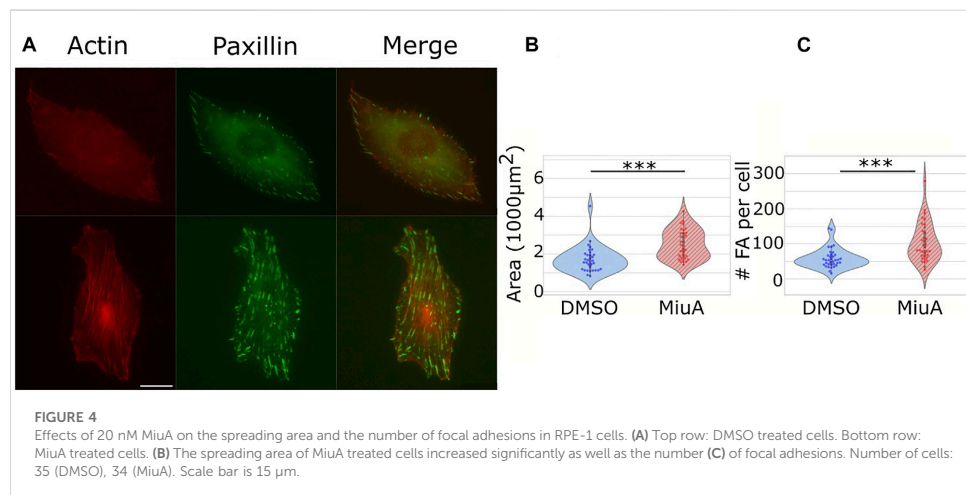 A Actin Paxillin Merge
B
C
Area (1000μm²)
6
4
2
0
***
DMSO MiuA
# FA per cell
300
200
100
0
***
DMSO MiuA
FIGURE 4
Effects of 20 nM MiuA on the spreading area and the number of focal adhesions in RPE-1 cells. (A) Top row: DMSO treated cells. Bottom row:
MiuA treated cells. (B) The spreading area of MiuA treated cells increased significantly as well as the number (C) of focal adhesions. Number of cells:
35 (DMSO), 34 (MiuA). Scale bar is 15 μm.